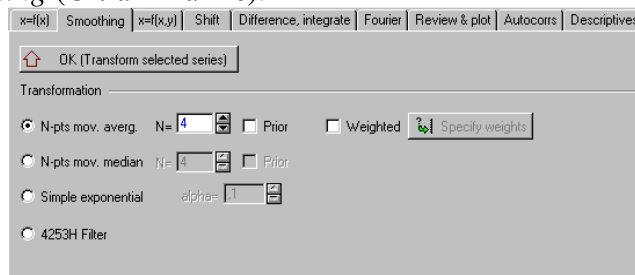 x=f(x) Smoothing x=f(x,y) Shift Difference, integrate Fourier Review & plot Autocorrs Descriptives
OK (Transform selected series)
Transformation
N-pts mov. averg. N= 4 Prior Weighted Specify weights
N-pts mov. median N= 4 Prior
Simple exponential alpha= .1
4253H Filter